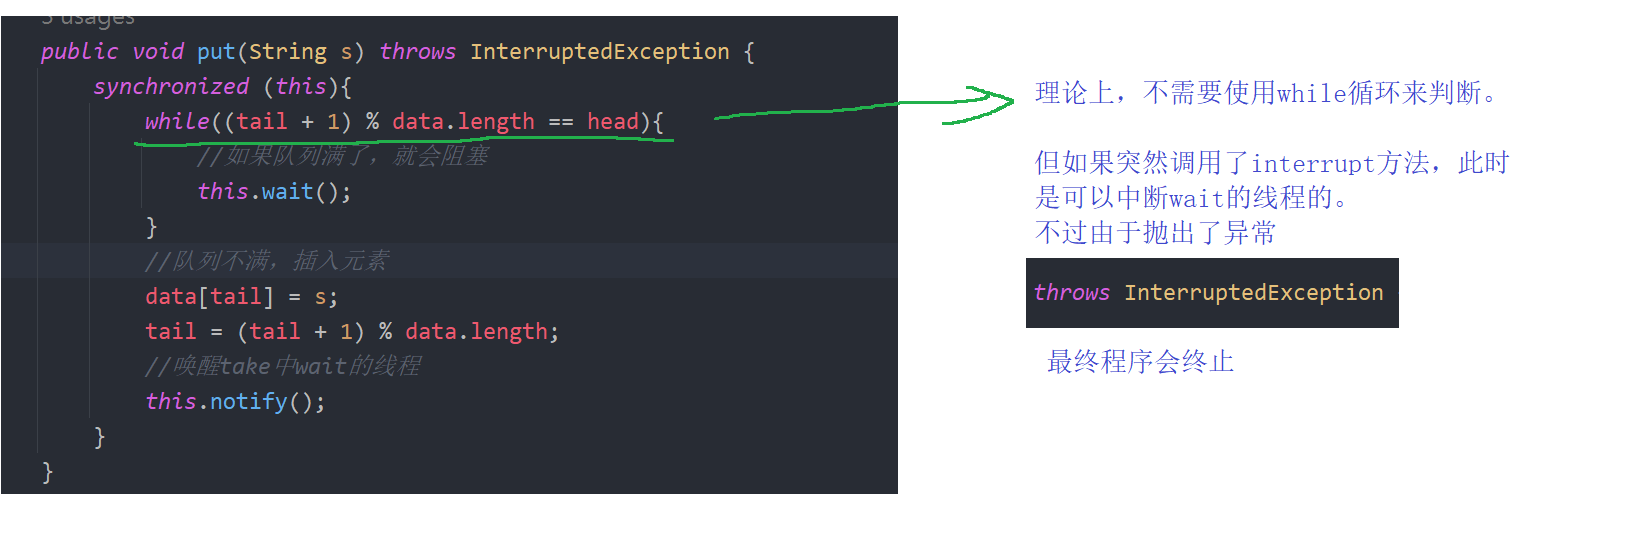 usages
public void put(String s) throws InterruptedException {
synchronized (this){
while((tail + 1) % data.length == head){
//如果队列满了，就会阻塞
this.wait();
}
//队列不满，插入元素
data[tail] = s;
tail = (tail + 1) % data.length;
//唤醒take中wait的线程
this.notify();
}
}
理论上，不需要使用while循环来判断。
但如果突然调用了interrupt方法，此时
是可以中断wait的线程的。
不过由于抛出了异常
throws InterruptedException
最终程序会终止